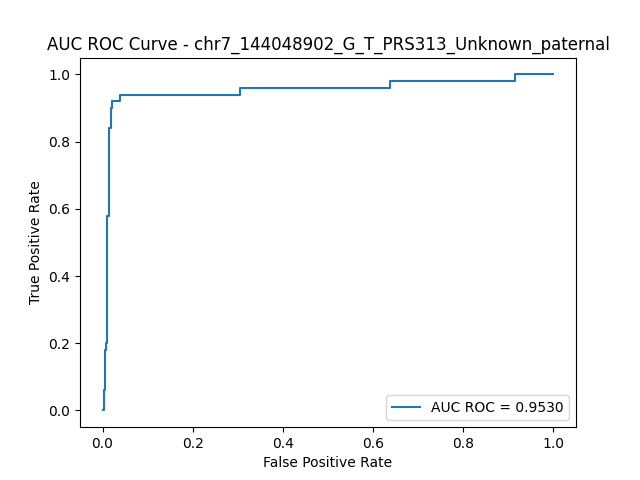 AUC ROC Curve - chr7_144048902_G_T_PRS313_Unknown_paternal
1.0
0.8
0.6
0.4
0.2
0.0
True Positive Rate
0.0 0.2 0.4 0.6 0.8 1.0
False Positive Rate
AUC ROC = 0.9530